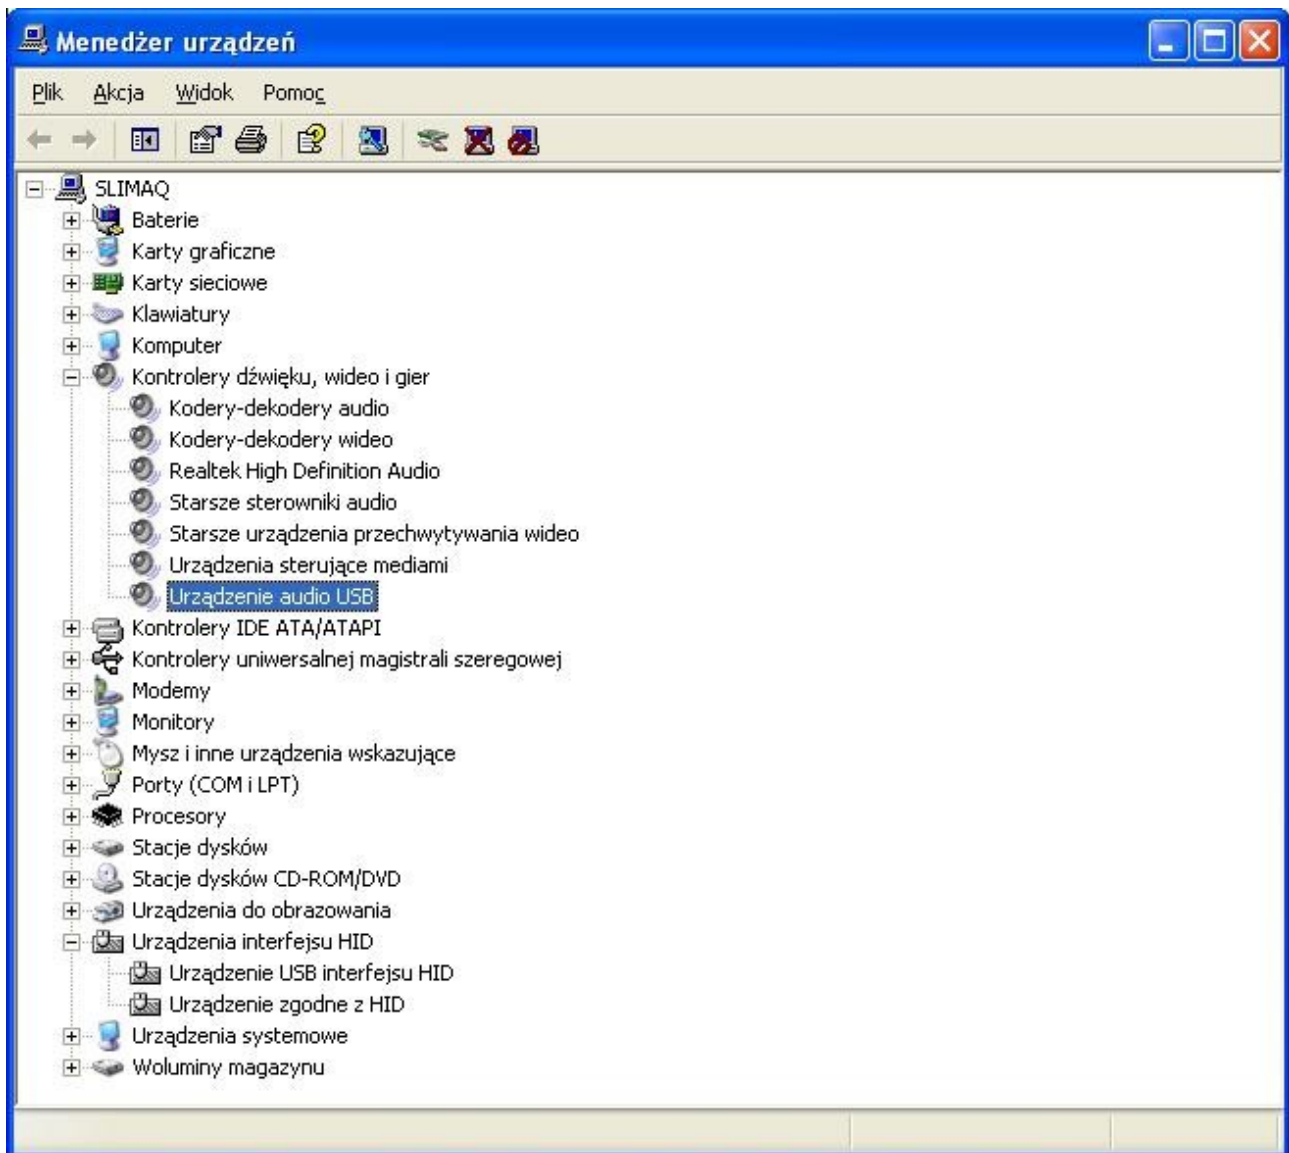 Menedżer urządzeń
Plik Akcja Widok Pomoc
SLIMAQ
Baterie
Karty graficzne
Karty sieciowe
Klawiatury
Komputer
Kontrolery dźwięku, wideo i gier
Kodery-dekodery audio
Kodery-dekodery wideo
Realtek High Definition Audio
Starsze sterowniki audio
Starsze urządzenia przechwytywania wideo
Urządzenia sterujące mediami
Urządzenie audio USB
Kontrolery IDE ATA/ATAPI
Kontrolery uniwersalnej magistrali szeregowej
Modemy
Monitory
Mysz i inne urządzenia wskazujące
Porty (COM i LPT)
Procesory
Stacje dysków
Stacje dysków CD-ROM/DVD
Urządzenia do obrazowania
Urządzenia interfejsu HID
Urządzenie USB interfejsu HID
Urządzenie zgodne z HID
Urządzenia systemowe
Woluminy magazynu